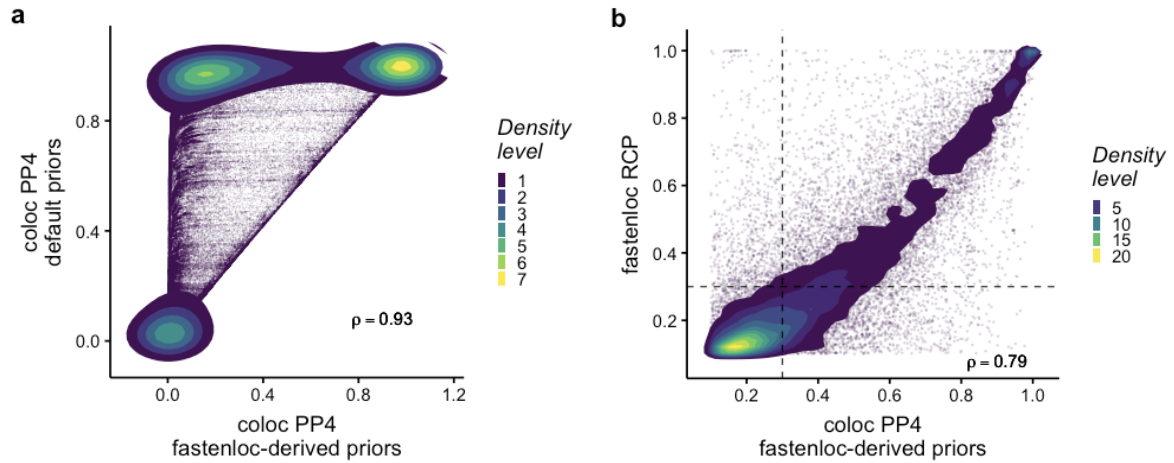 a
coloc PP4
default priors
0.8
0.4
0.0
ρ = 0.93
0.0
0.4
0.8
1.2
coloc PP4
fastenloc-derived priors
Density
level
1
2
3
4
5
6
7
b
fastenloc RCP
1.0
0.8
0.6
0.4
0.2
ρ = 0.79
0.2
0.4
0.6
0.8
1.0
coloc PP4
fastenloc-derived priors
Density
level
5
10
15
20